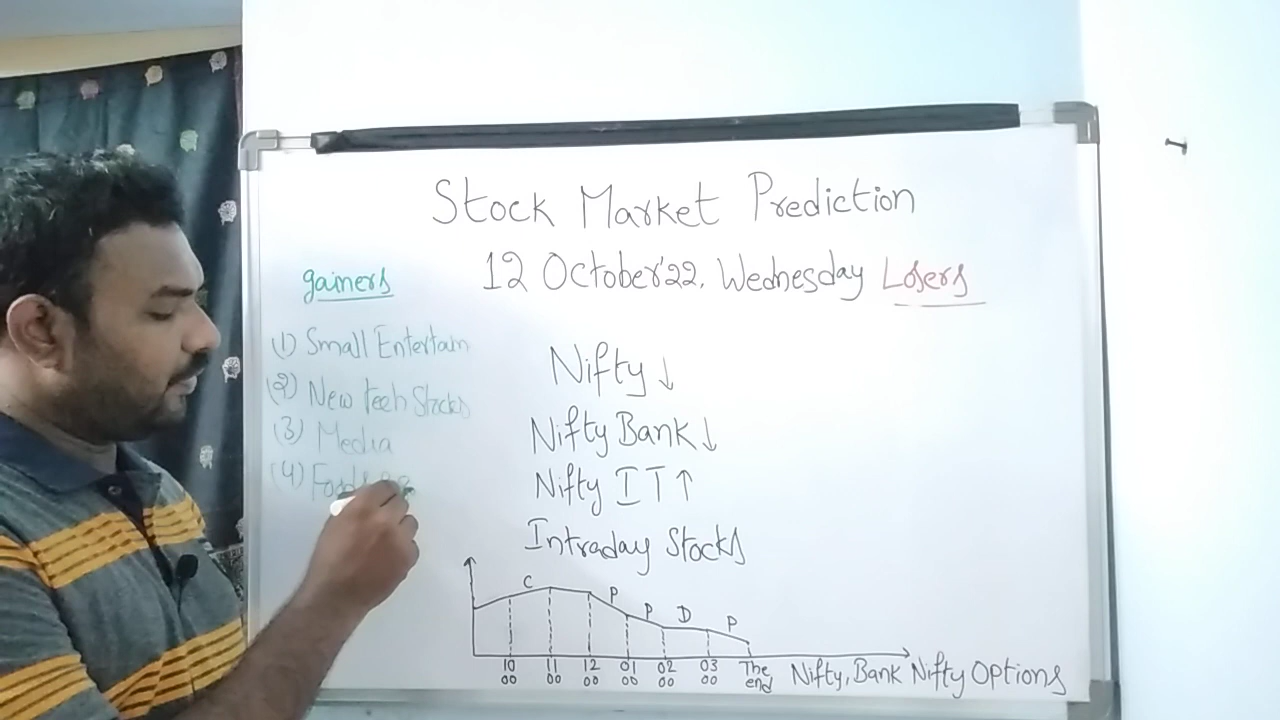 Stock Market Prediction
12 October'22, Wednesday
gainers
Losers
(1) Small Entertain
(2) New tech Stocks
(3) Media
(4)
Nifty ↓
Nifty Bank ↓
Nifty IT ↑
Intraday Stocks
C P P D P
10 00 11 00 12 00 01 00 02 00 03 00 The end
Nifty, Bank Nifty Options